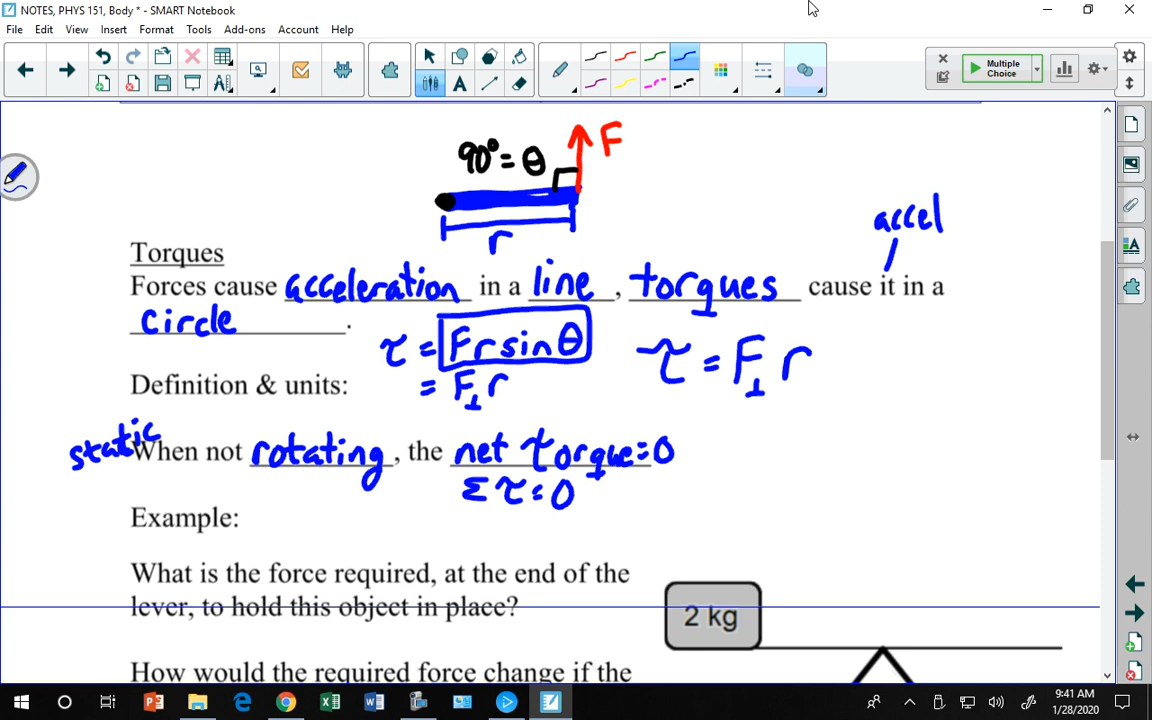 NOTES, PHYS 151, Body * - SMART Notebook
File Edit View Insert Format Tools Add-ons Account Help
Multiple
Choice
A
90° = θ
F
r
accel
Torques
Forces cause acceleration in a line, torques cause it in a
circle.
τ = Fr sin θ
τ = F⊥ r
Definition & units:
= F⊥ r
static
When not rotating, the net τorque=0
Στ=0
Example:
What is the force required, at the end of the
lever, to hold this object in place?
2 kg
How would the required force change if the
9:41 AM
1/28/2020